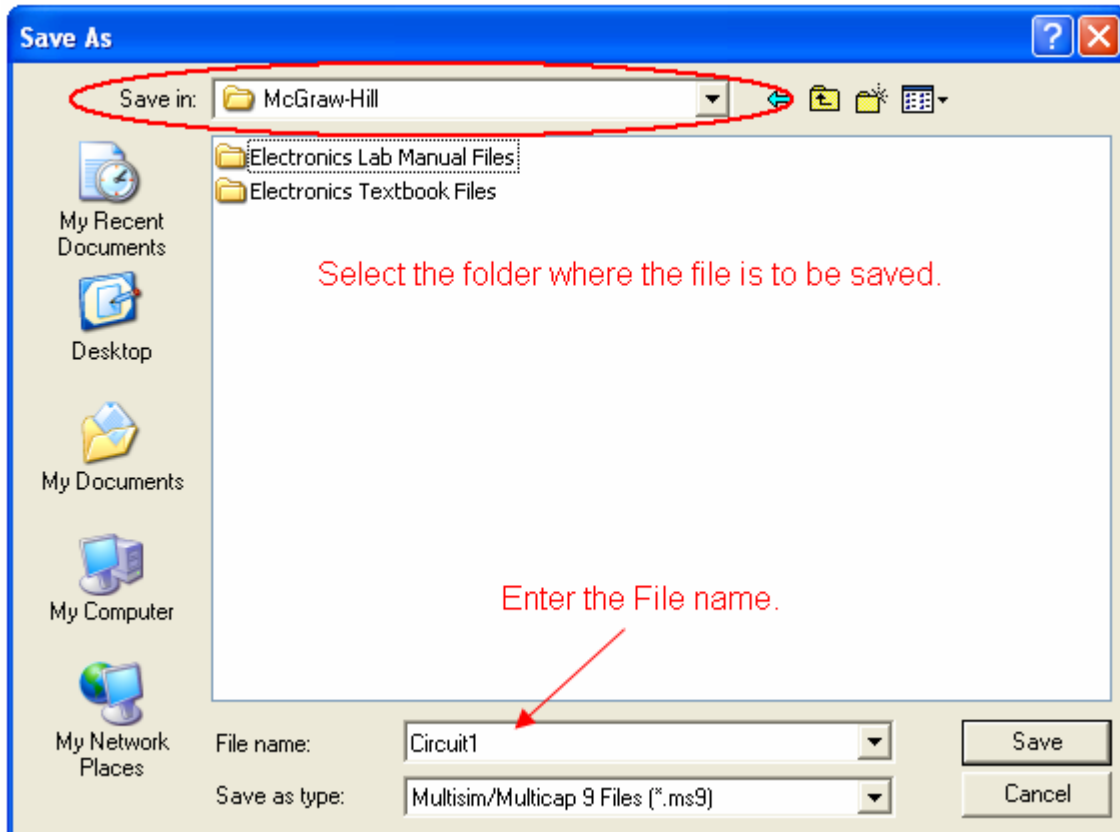 Save As
Save in: McGraw-Hill
Electronics Lab Manual Files
Electronics Textbook Files
My Recent
Documents
Select the folder where the file is to be saved.
Desktop
My Documents
My Computer
Enter the File name.
My Network
Places
File name: Circuit1 Save
Save as type: Multisim/Multicap 9 Files (*.ms9) Cancel